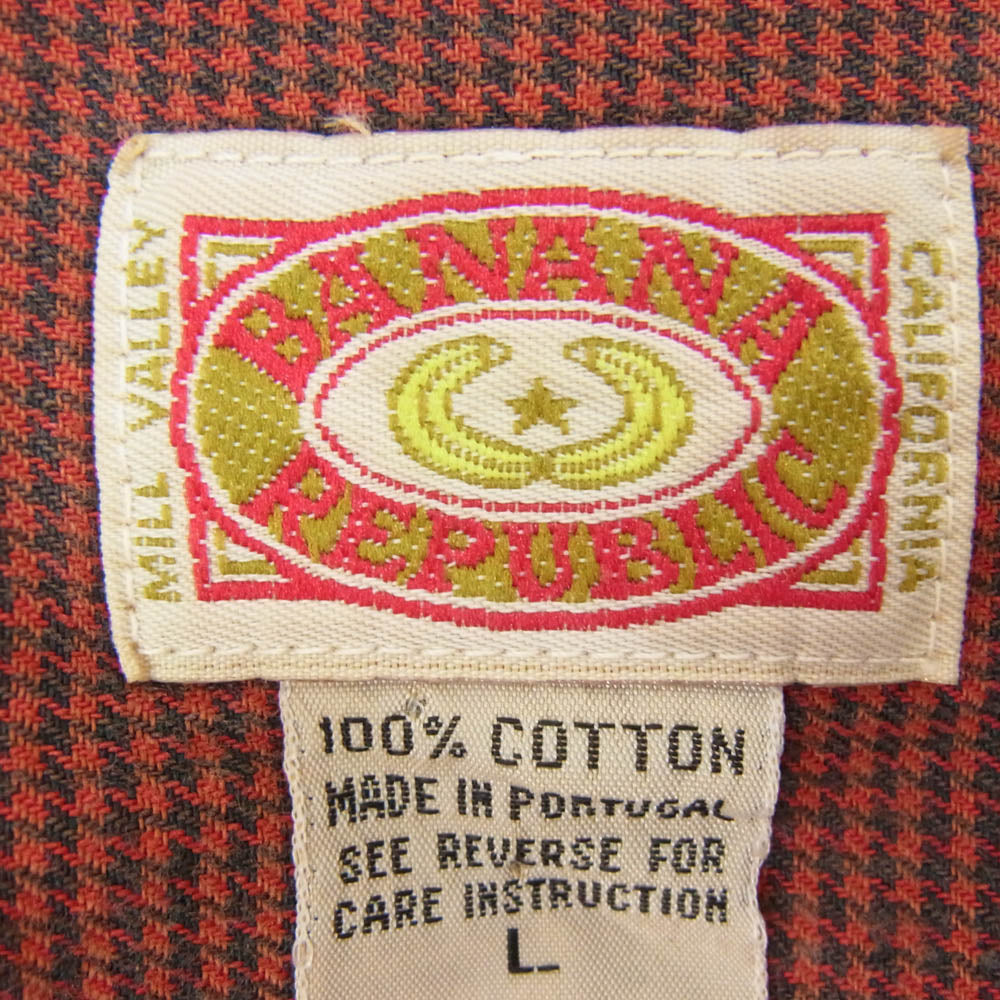 BANANA
REPUBLIC
MILL VALLEY
CALIFORNIA
100% COTTON
MADE IN PORTUGAL
SEE REVERSE FOR
CARE INSTRUCTION
L